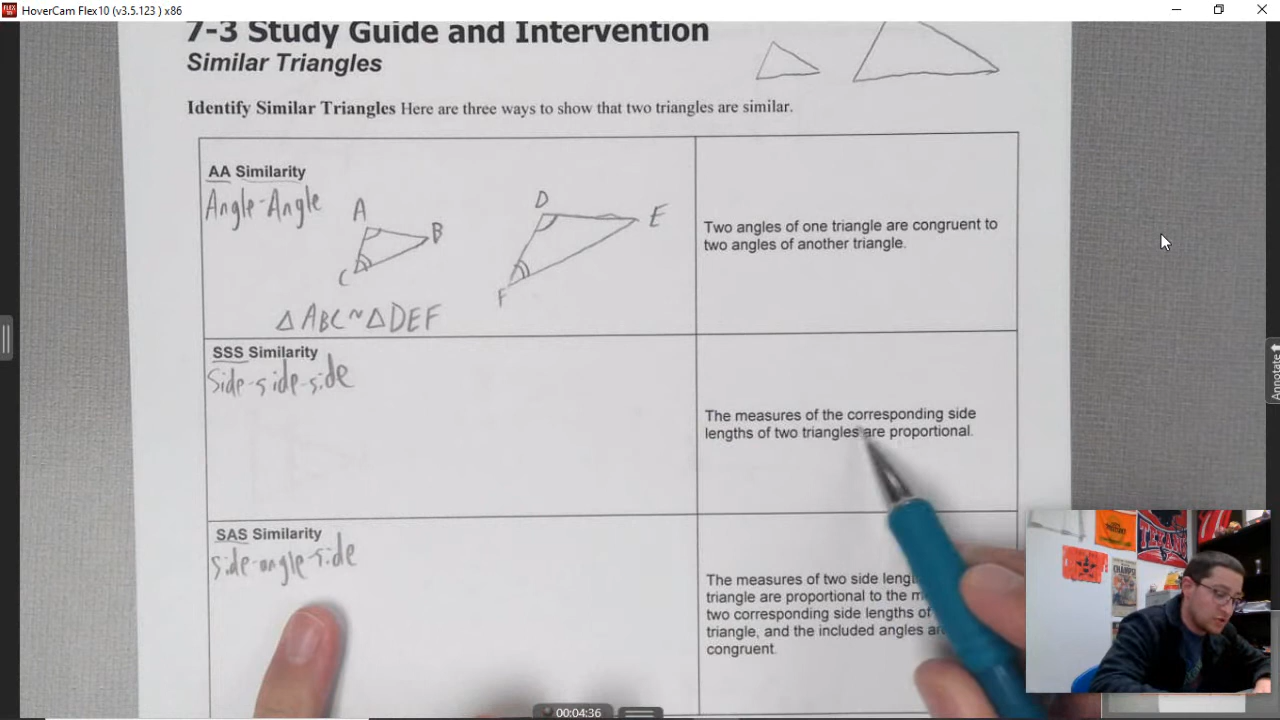 HoverCam Flex10 (v3.5.123 ) x86
7-3 Study Guide and Intervention
Similar Triangles
Identify Similar Triangles Here are three ways to show that two triangles are similar.
AA Similarity
Angle-Angle
A
B
C
D
E
F
△ABC~△DEF
Two angles of one triangle are congruent to
two angles of another triangle.
SSS Similarity
Side-side-side
The measures of the corresponding side
lengths of two triangles are proportional.
SAS Similarity
side-angle-side
The measures of two side
triangle are proportional to the
two corresponding side lengths of
triangle, and the included angles
congruent.
Annotate
TEXANS
CHAMPS
00:04:36